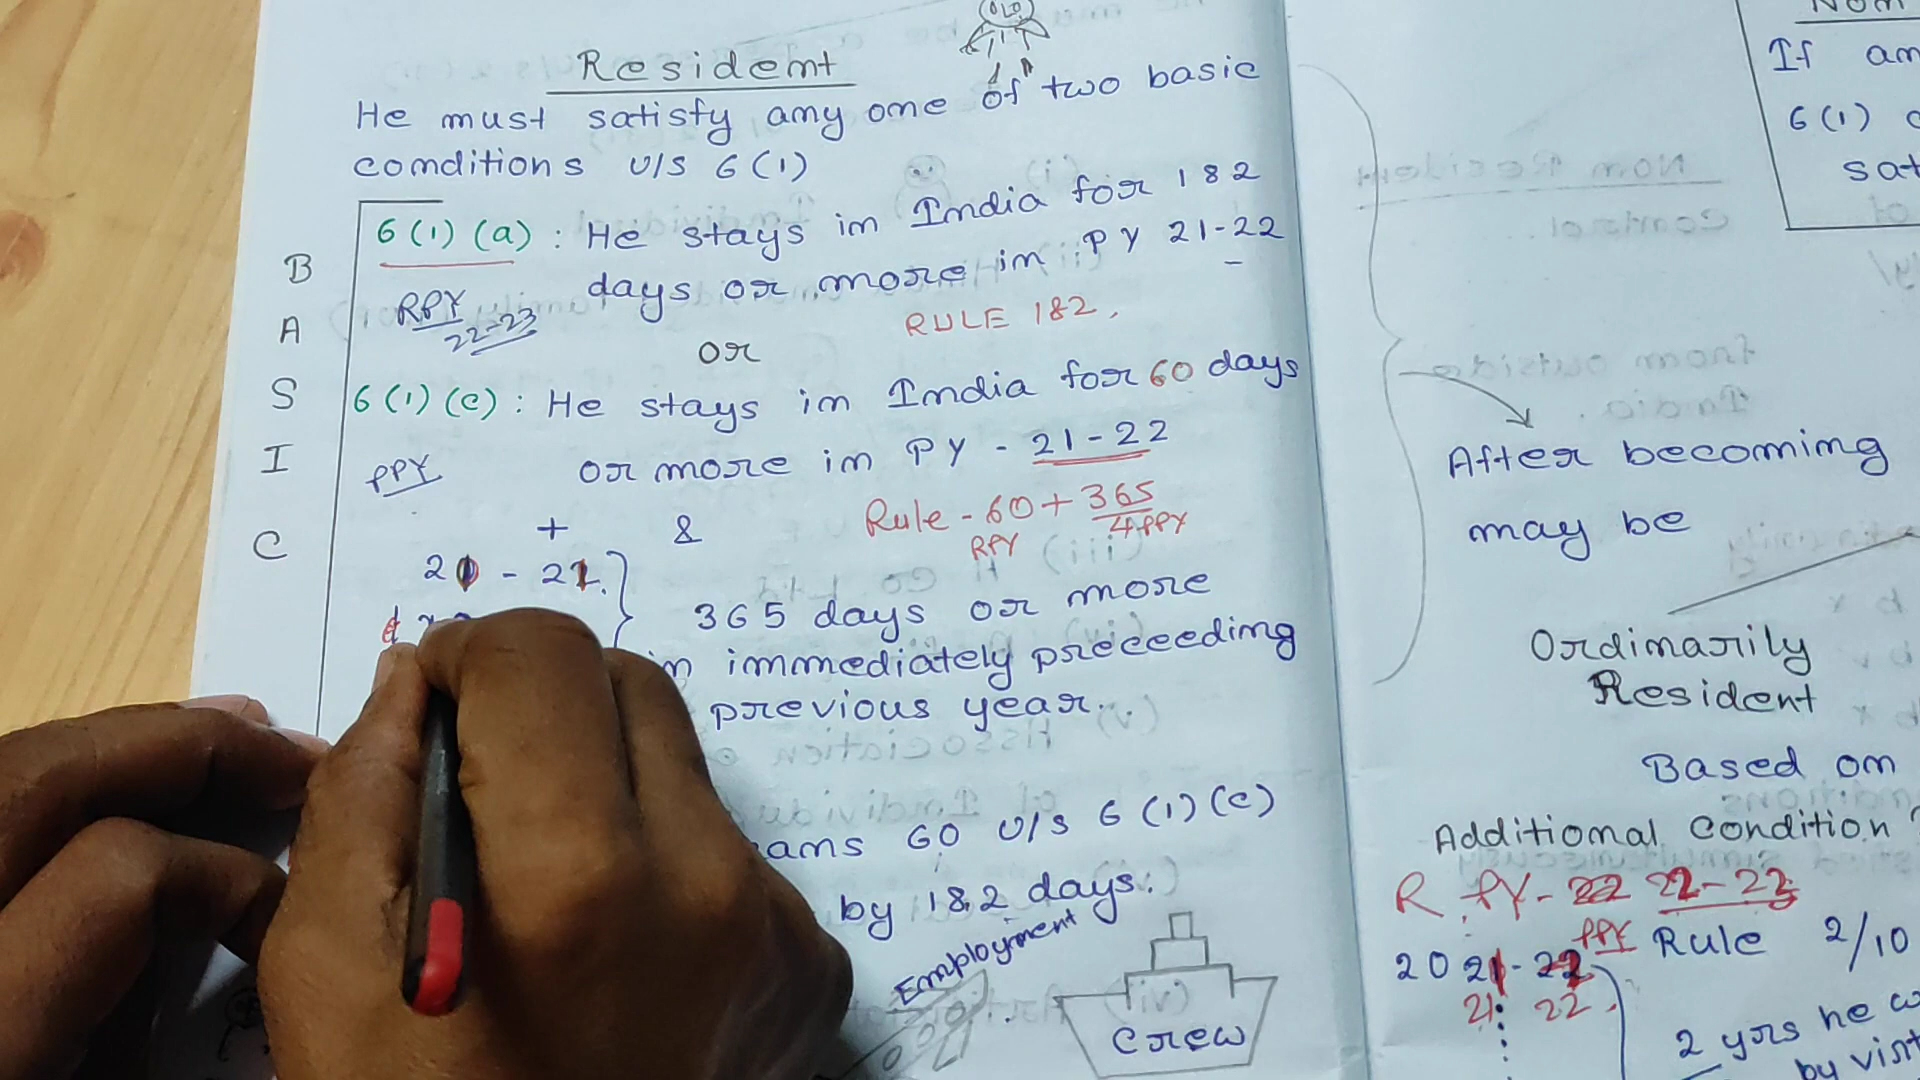 OLD
Resident
He must satisfy any one of two basic
conditions U/S 6(1)
BASIC
6(1) (a) : He stays in India for 182
days or more in PY 21-22
RPY
22-23
RULE 182.
or
6(1)(c) : He stays in India for 60 days
or more in PY - 21-22
PPY
Rule - 60 + 365
RPY 4PPY
+ &
365 days or more
in immediately preceeding
previous year..
60 U/S 6(1)(c)
by 182 days.
Employment
Crew
After becoming
may be
Ordinarily
Resident
Based on
Additional Condition
R.PY - 22 22-23
PPY Rule 2/10
21 22.
2 yrs he
by
If
6(1)